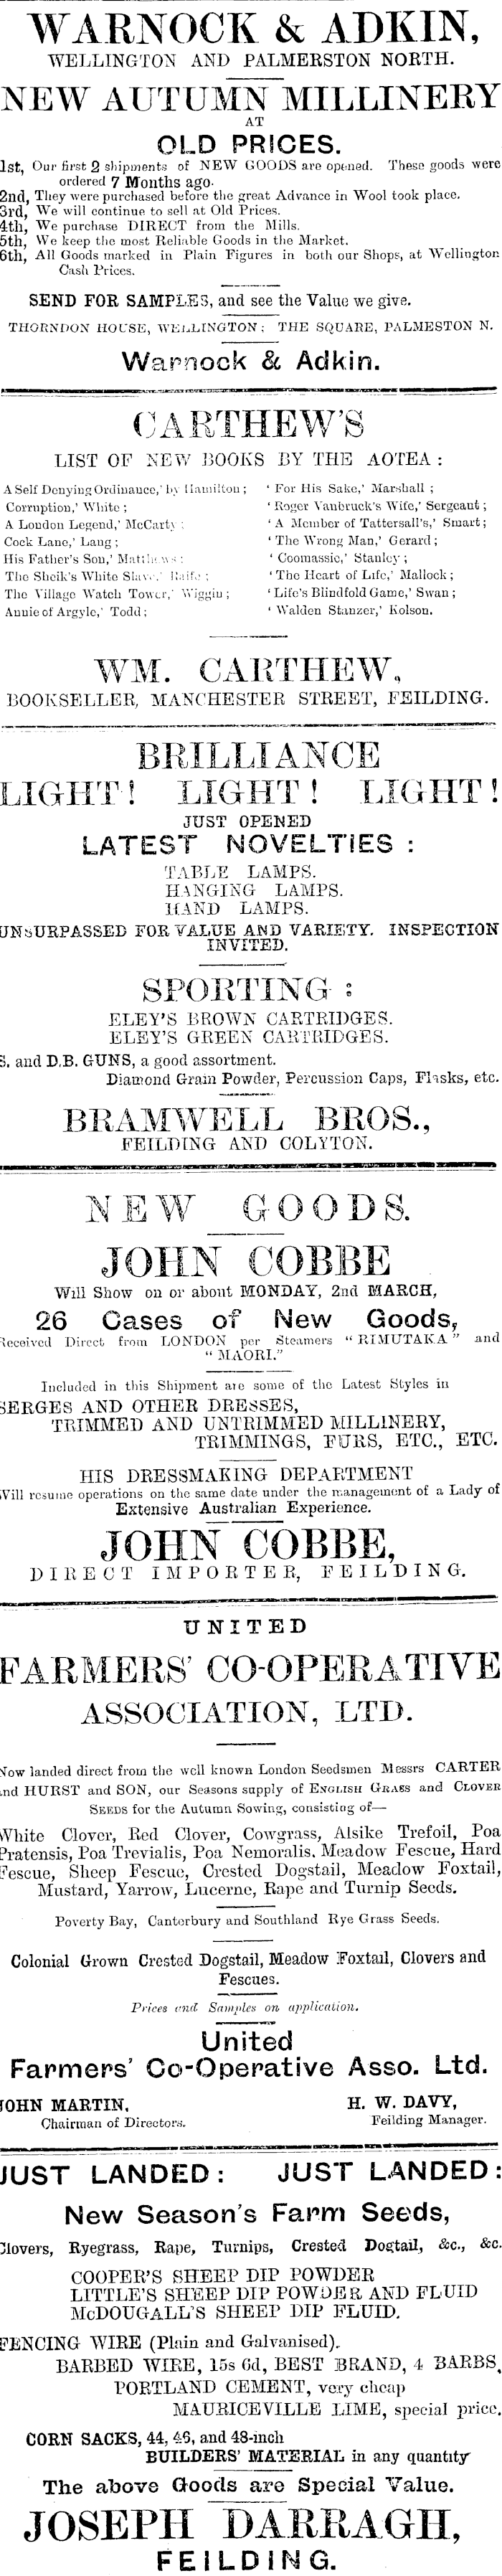 WARNOCK & ADKIN,
WELLINGTON AND PALMERSTON NORTH.
NEW AUTUMN MILLINERY
AT
OLD PRICES.
1st, Our first 2 shipments of NEW GOODS are opened. These goods were
ordered 7 Months ago.
2nd, They were purchased before the great Advance in Wool took place.
3rd, We will continue to sell at Old Prices.
4th, We purchase DIRECT from the Mills.
5th, We keep the most Reliable Goods in the Market.
6th, All Goods marked in Plain Figures in both our Shops, at Wellington
Cash Prices.
SEND FOR SAMPLES, and see the Value we give.
THORNDON HOUSE, WELLINGTON; THE SQUARE, PALMESTON N.
Warnock & Adkin.
CARTHEW'S
LIST OF NEW BOOKS BY THE AOTEA:
A Self Denying Ordinance,' by Hamilton;
Corruption,' White;
A London Legend,' McCarty;
Cock Lane,' Lang;
His Father's Son,' Matthews;
The Sheik's White Slave,' Raife;
The Village Watch Tower,' Wiggin;
Annie of Argyle,' Todd;
'For His Sake,' Marshall;
'Roger Vanbruck's Wife,' Sergeant;
'A Member of Tattersall's,' Smart;
'The Wrong Man,' Gerard;
'Coomassie,' Stanley;
'The Heart of Life,' Mallock;
'Life's Blindfold Game,' Swan;
'Walden Stanzer,' Kolson.
WM. CARTHEW,
BOOKSELLER, MANCHESTER STREET, FEILDING.
BRILLIANCE
LIGHT! LIGHT! LIGHT!
JUST OPENED
LATEST NOVELTIES:
TABLE LAMPS.
HANGING LAMPS.
HAND LAMPS.
UNSURPASSED FOR VALUE AND VARIETY. INSPECTION
INVITED.
SPORTING:
ELEY'S BROWN CARTRIDGES.
ELEY'S GREEN CARTRIDGES.
S. and D.B. GUNS, a good assortment.
Diamond Grain Powder, Percussion Caps, Flasks, etc.
BRAMWELL BROS.,
FEILDING AND COLYTON.
NEW GOODS.
JOHN COBBE
Will Show on or about MONDAY, 2nd MARCH,
26 Cases of New Goods,
Received Direct from LONDON per Steamers "RIMUTAKA" and
"MAORI."
Included in this Shipment are some of the Latest Styles in
SERGES AND OTHER DRESSES,
TRIMMED AND UNTRIMMED MILLINERY,
TRIMMINGS, FURS, ETC., ETC.
HIS DRESSMAKING DEPARTMENT
Will resume operations on the same date under the management of a Lady of
Extensive Australian Experience.
JOHN COBBE,
DIRECT IMPORTER, FEILDING.
UNITED
FARMERS' CO-OPERATIVE
ASSOCIATION, LTD.
Now landed direct from the well known London Seedsmen Messrs CARTER
and HURST and SON, our Seasons supply of ENGLISH GRASS and CLOVER
SEEDS for the Autumn Sowing, consisting of—
White Clover, Red Clover, Cowgrass, Alsike Trefoil, Poa
Pratensis, Poa Trevialis, Poa Nemoralis. Meadow Fescue, Hard
Fescue, Sheep Fescue, Crested Dogstail, Meadow Foxtail,
Mustard, Yarrow, Lucerne, Rape and Turnip Seeds.
Poverty Bay, Canterbury and Southland Rye Grass Seeds.
Colonial Grown Crested Dogstail, Meadow Foxtail, Clovers and
Fescues.
Prices and Samples on application.
United
Farmers' Co-Operative Asso. Ltd.
JOHN MARTIN,
Chairman of Directors.
H. W. DAVY,
Feilding Manager.
JUST LANDED: JUST LANDED:
New Season's Farm Seeds,
Clovers, Ryegrass, Rape, Turnips, Crested Dogtail, &c., &c.
COOPER'S SHEEP DIP POWDER
LITTLE'S SHEEP DIP POWDER AND FLUID
McDOUGALL'S SHEEP DIP FLUID.
FENCING WIRE (Plain and Galvanised).
BARBED WIRE, 15s 6d, BEST BRAND, 4 BARBS,
PORTLAND CEMENT, very cheap
MAURICEVILLE LIME, special price.
CORN SACKS, 44, 46, and 48-inch
BUILDERS' MATERIAL in any quantity
The above Goods are Special Value.
JOSEPH DARRAGH,
FEILDING.